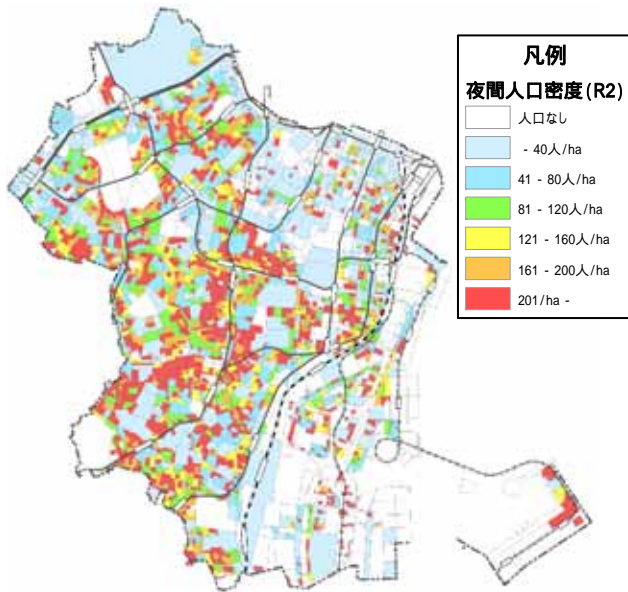 凡例
夜間人口密度(R2)
人口なし
- 40人/ha
41 - 80人/ha
81 - 120人/ha
121 - 160人/ha
161 - 200人/ha
201/ha -